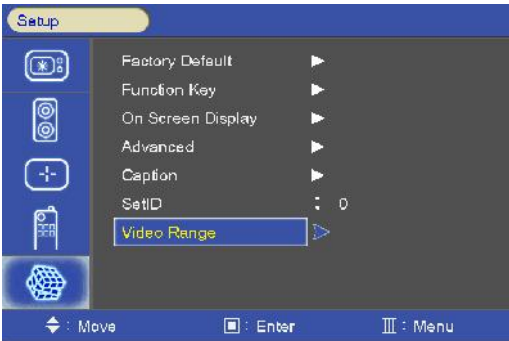 Setup
Factory Default
Function Key
On Screen Display
Advanced
Caption
SetID : 0
Video Range
: Move : Enter : Menu